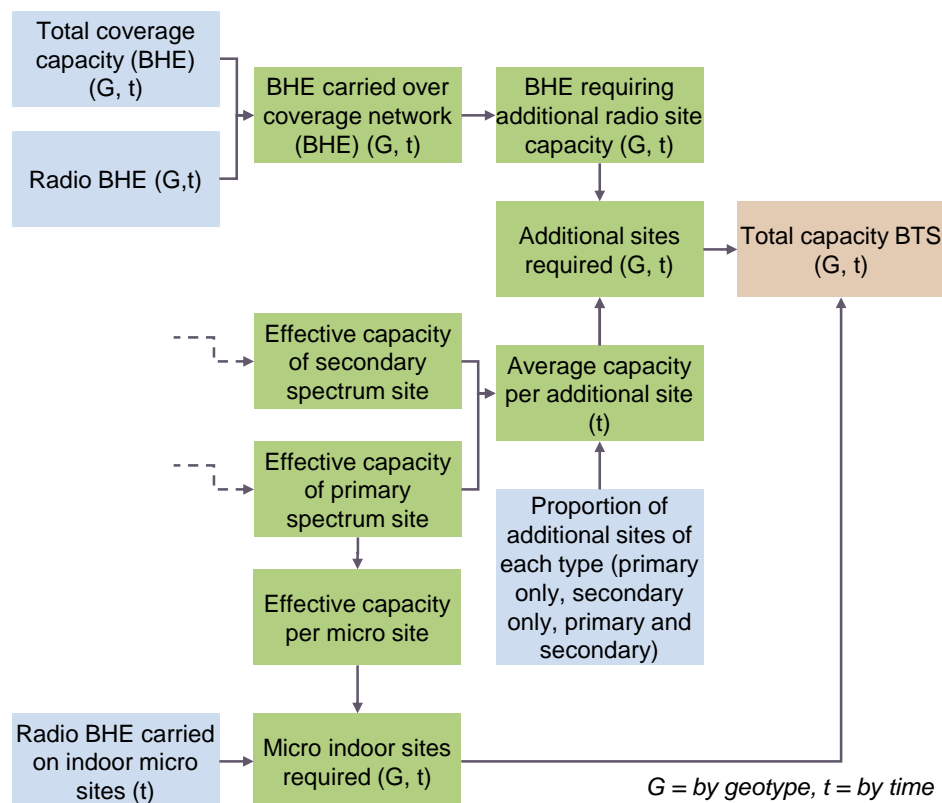 Total coverage
capacity (BHE)
(G, t)
Radio BHE (G,t)
BHE carried over
coverage network
(BHE) (G, t)
BHE requiring
additional radio site
capacity (G, t)
Additional sites
required (G, t)
Total capacity BTS
(G, t)
Effective capacity
of secondary
spectrum site
Average capacity
per additional site
(t)
Effective capacity
of primary
spectrum site
Proportion of
additional sites of
each type (primary
only, secondary
only, primary and
secondary)
Effective capacity
per micro site
Radio BHE carried
on indoor micro
sites (t)
Micro indoor sites
required (G, t)
G = by geotype, t = by time